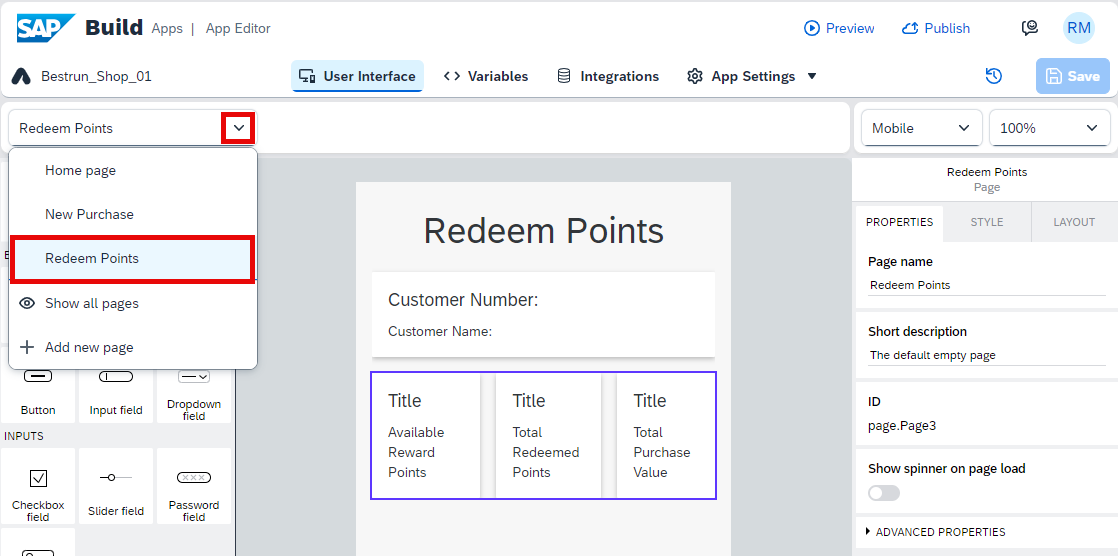 SAP Build Apps | App Editor
Preview
Publish
RM
Bestrun_Shop_01
User Interface
Variables
Integrations
App Settings
Save
Redeem Points
Mobile
100%
Home page
New Purchase
Redeem Points
Show all pages
Add new page
Button
Input field
Dropdown
field
INPUTS
Checkbox
field
Slider field
Password
field
Redeem Points
Customer Number:
Customer Name:
Title
Available
Reward
Points
Title
Total
Redeemed
Points
Title
Total
Purchase
Value
Redeem Points
Page
PROPERTIES
STYLE
LAYOUT
Page name
Redeem Points
Short description
The default empty page
ID
page.Page3
Show spinner on page load
ADVANCED PROPERTIES